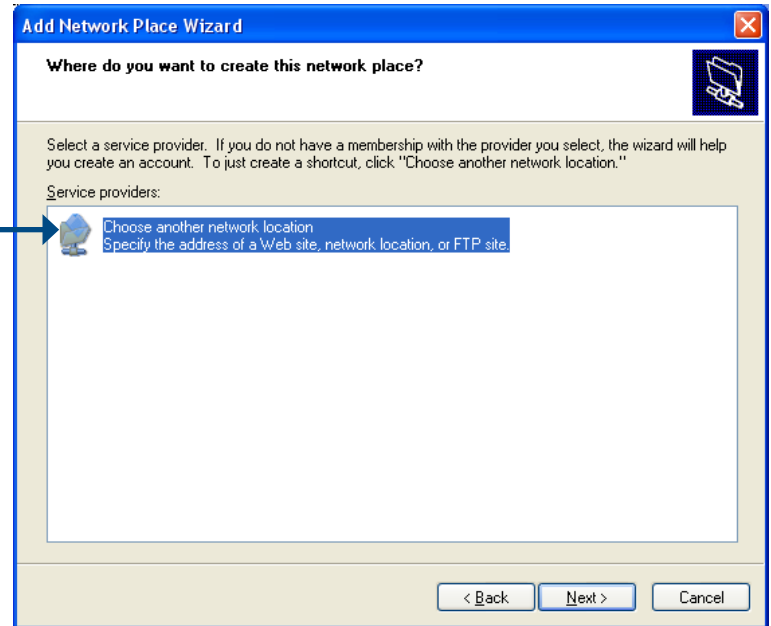 Add Network Place Wizard
Where do you want to create this network place?
Select a service provider. If you do not have a membership with the provider you select, the wizard will help
you create an account. To just create a shortcut, click "Choose another network location."
Service providers:
Choose another network location
Specify the address of a Web site, network location, or FTP site.
< Back
Next >
Cancel